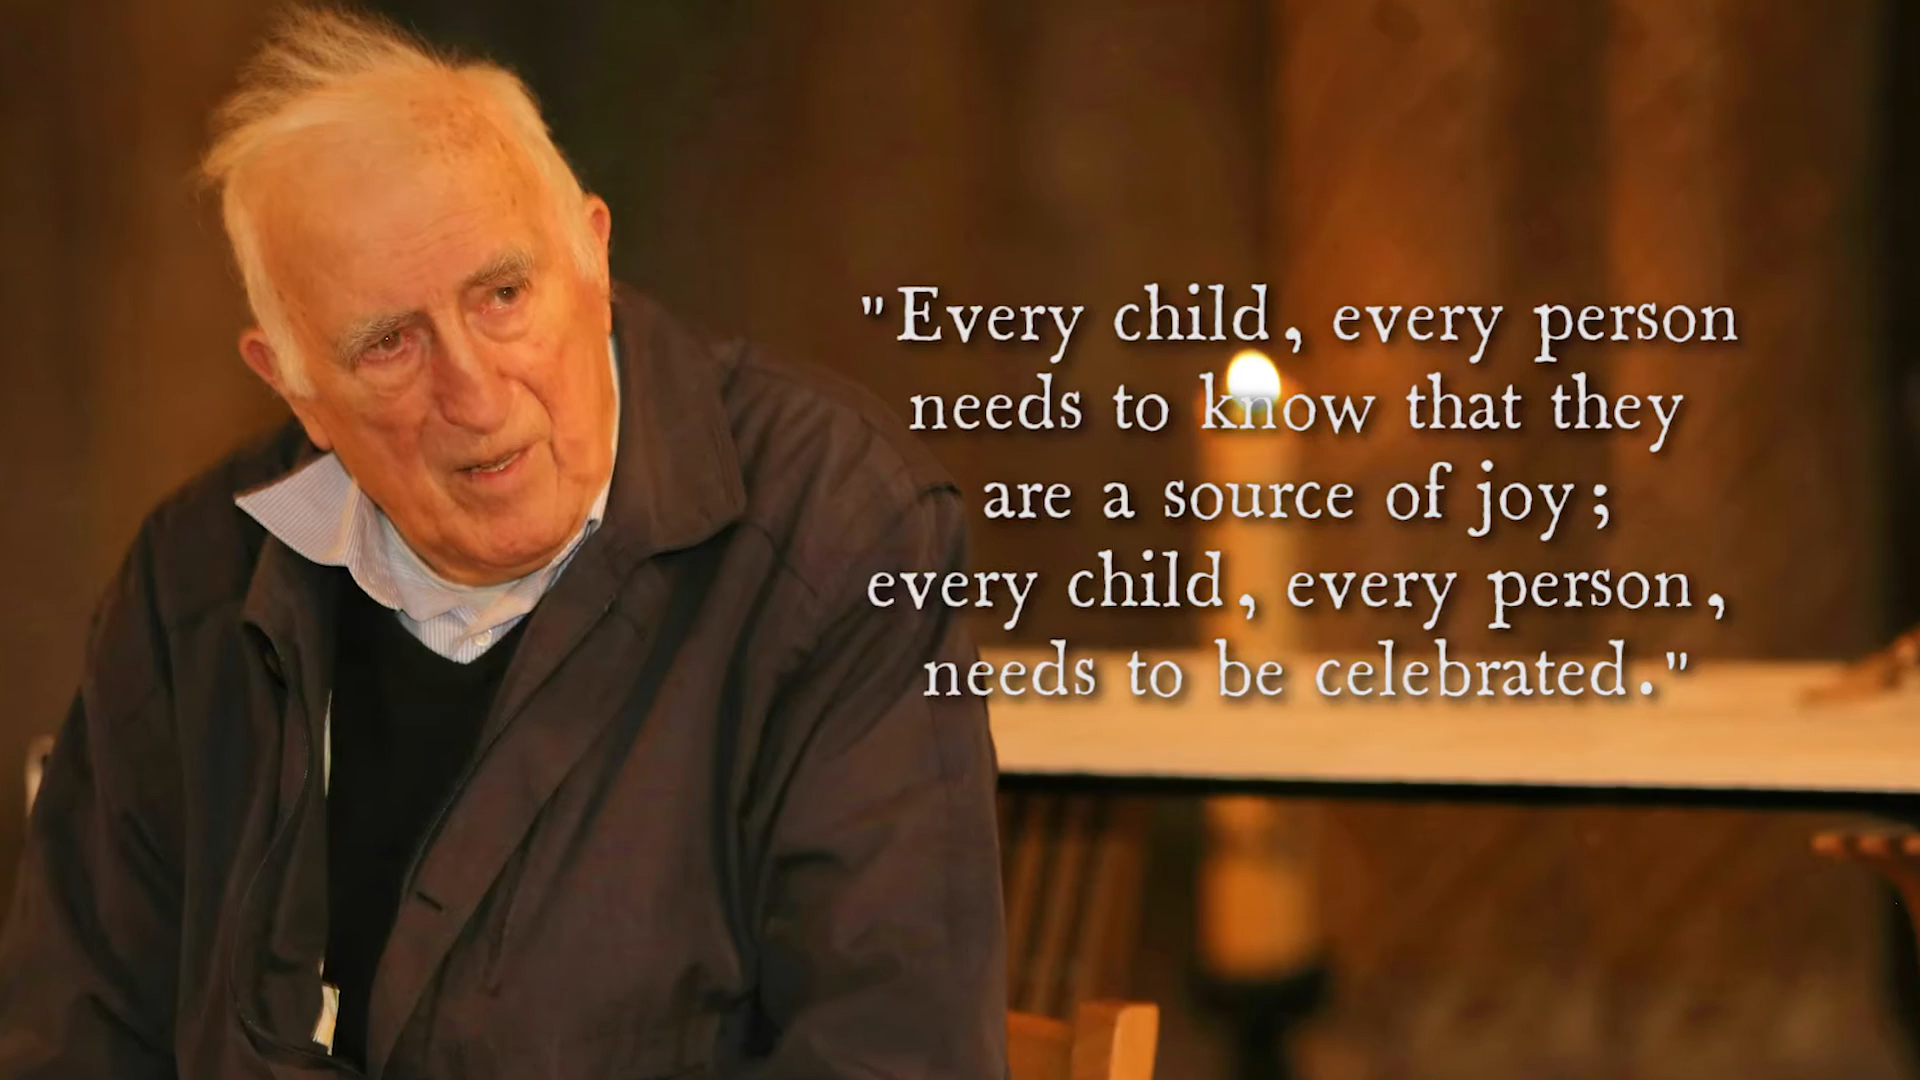 "Every child, every person
needs to know that they
are a source of joy;
every child, every person,
needs to be celebrated."